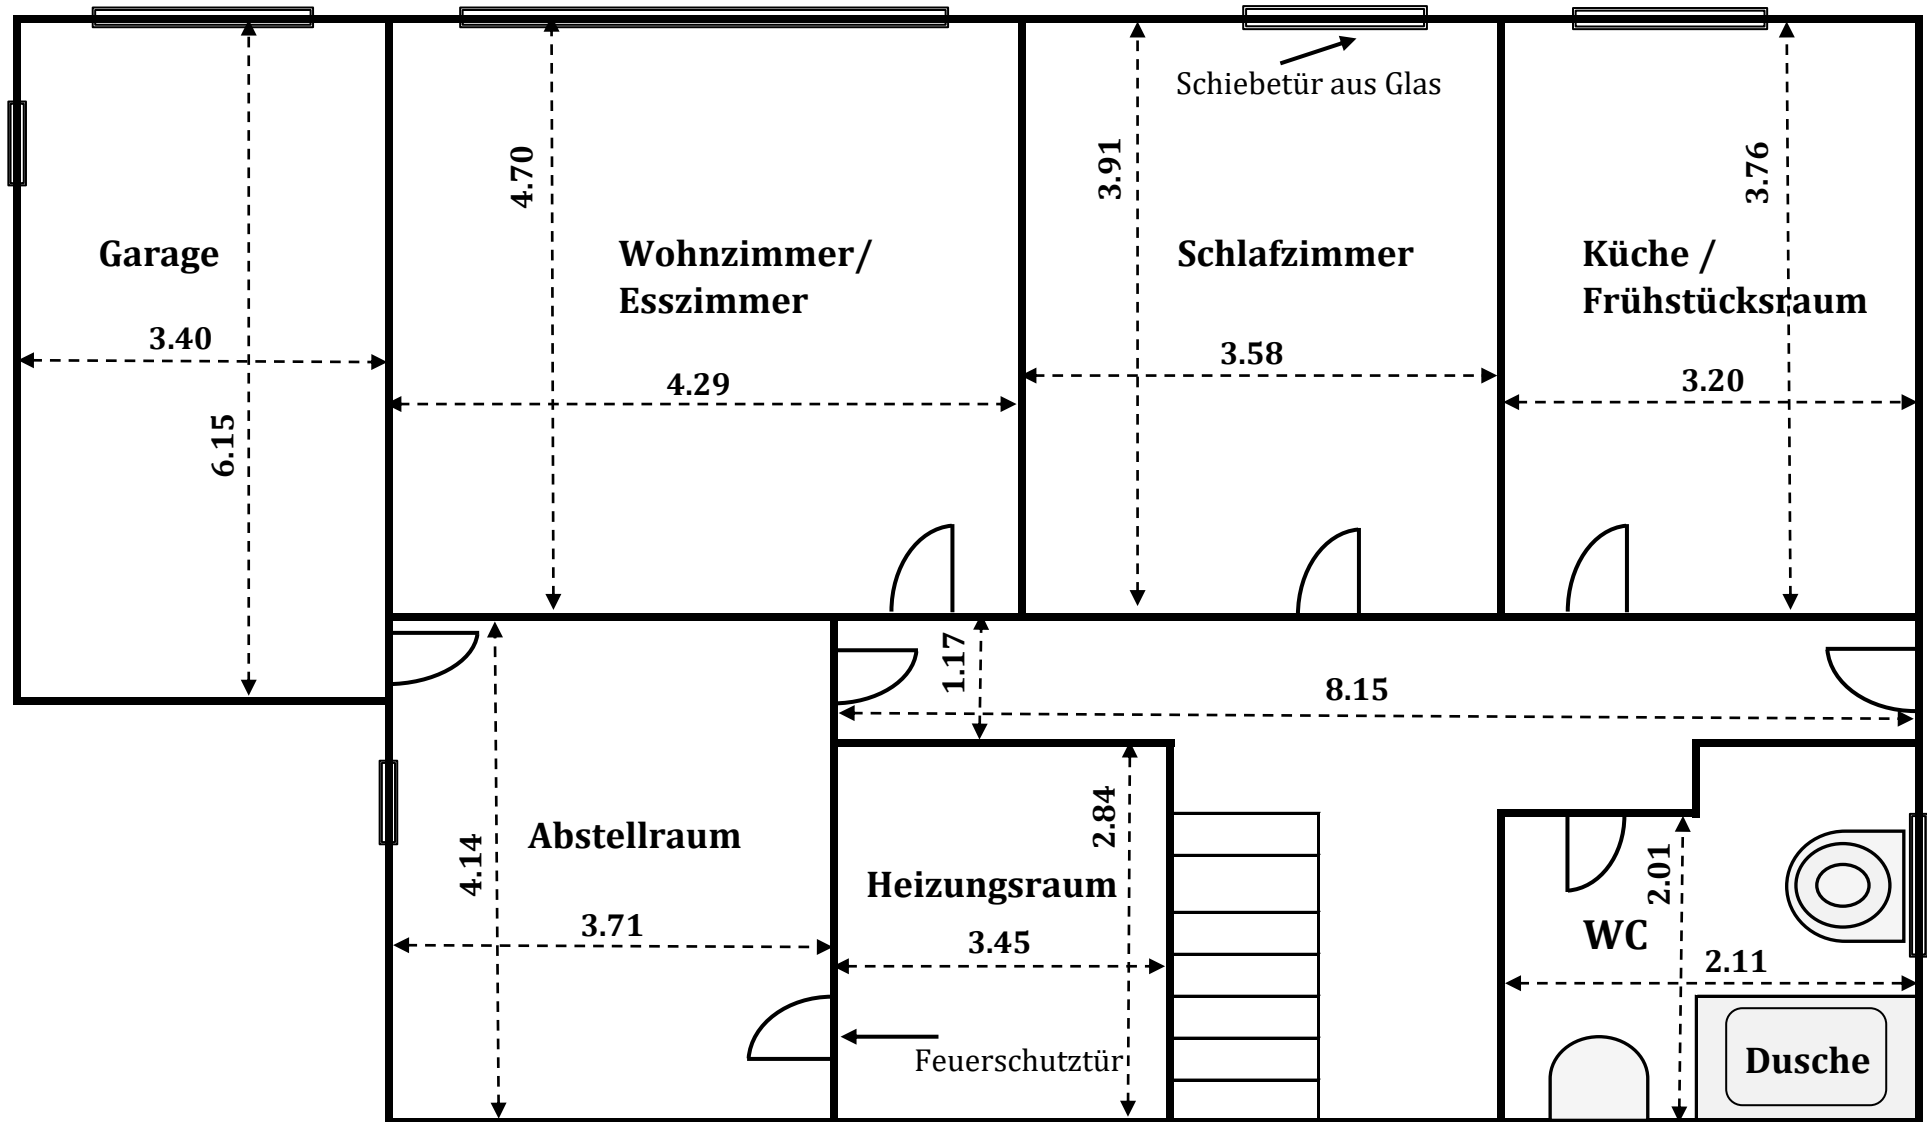 Schiebetür aus Glas
4.70
3.91
3.76
Garage
Wohnzimmer/
Esszimmer
Schlafzimmer
Küche /
Frühstücksraum
3.40
4.29
3.58
3.20
6.15
1.17
8.15
2.84
4.14
Abstellraum
Heizungsraum
2.01
3.71
3.45
WC
2.11
Feuerschutztür
Dusche